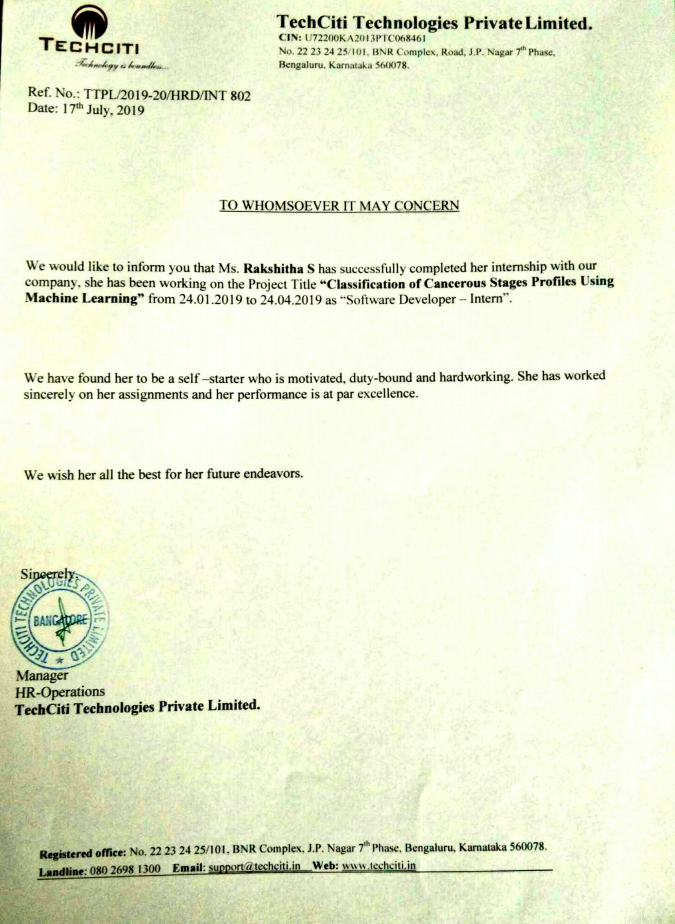 TECHCITI
Technology is boundless...
TechCiti Technologies Private Limited.
CIN: U72200KA2013PTC068461
No. 22 23 24 25/101, BNR Complex, Road, J.P. Nagar 7th Phase,
Bengaluru, Karnataka 560078.
Ref. No.: TTPL/2019-20/HRD/INT 802
Date: 17th July, 2019
TO WHOMSOEVER IT MAY CONCERN
We would like to inform you that Ms. Rakshitha S has successfully completed her internship with our
company, she has been working on the Project Title “Classification of Cancerous Stages Profiles Using
Machine Learning” from 24.01.2019 to 24.04.2019 as “Software Developer – Intern”.
We have found her to be a self –starter who is motivated, duty-bound and hardworking. She has worked
sincerely on her assignments and her performance is at par excellence.
We wish her all the best for her future endeavors.
Sincerely,
TECHCITI TECHNOLOGIES PRIVATE LIMITED
BANGALORE
Manager
HR-Operations
TechCiti Technologies Private Limited.
Registered office: No. 22 23 24 25/101, BNR Complex, J.P. Nagar 7th Phase, Bengaluru, Karnataka 560078.
Landline: 080 2698 1300 Email: support@techciti.in Web: www.techciti.in